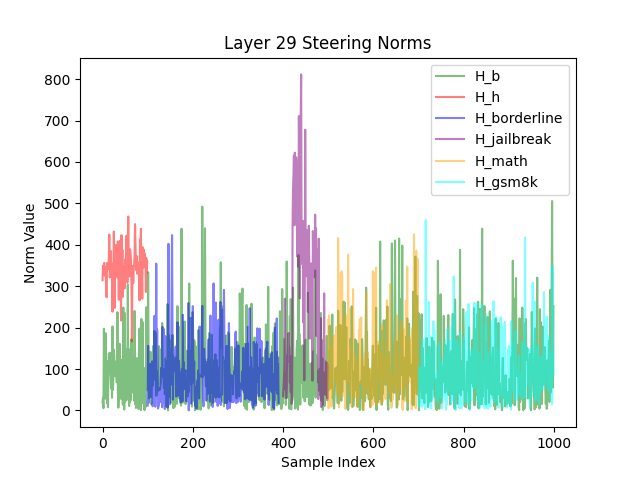 Layer 29 Steering Norms
Norm Value
800
700
600
500
400
300
200
100
0
H_b
H_h
H_borderline
H_jailbreak
H_math
H_gsm8k
0
200
400
600
800
1000
Sample Index